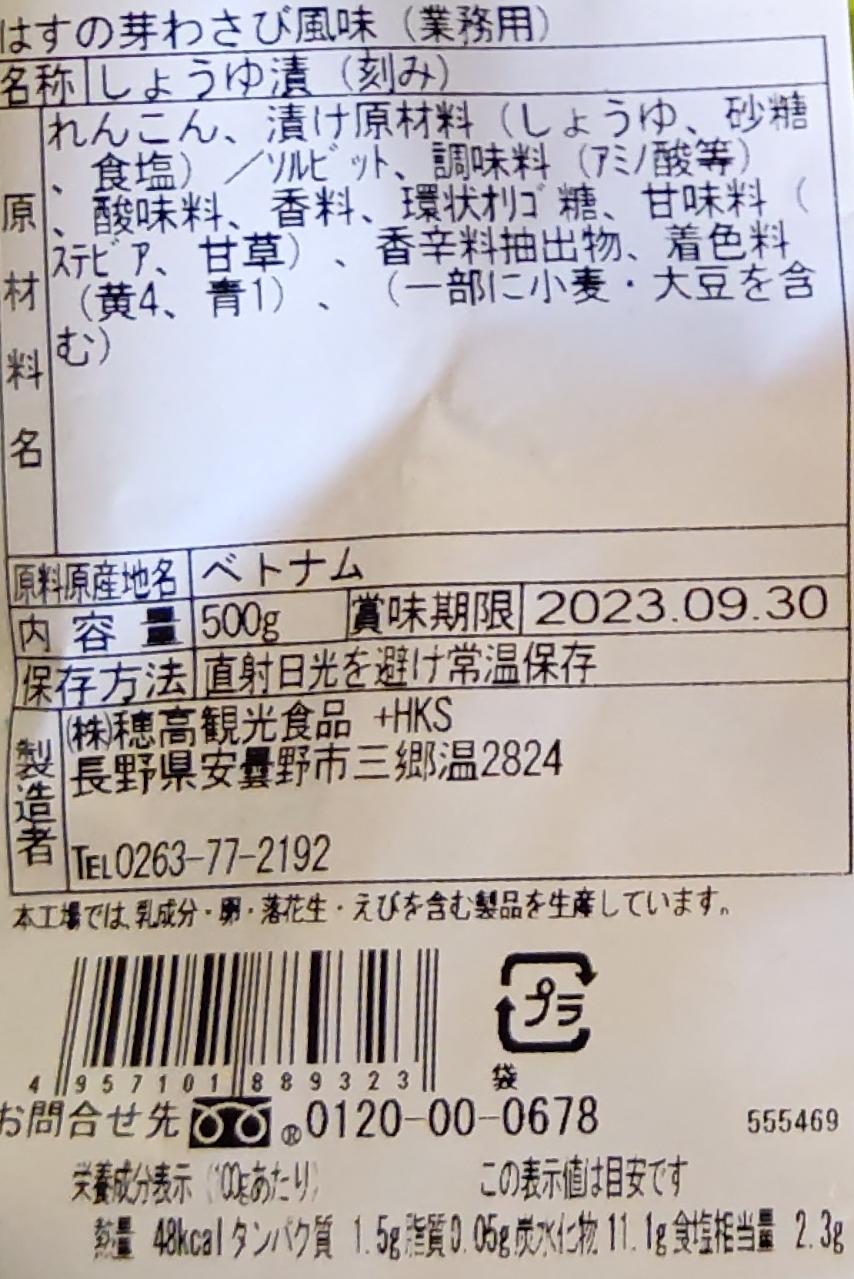 はすの芽わさび風味（業務用）
名称 しょうゆ漬（刻み）
原材料名
れんこん、漬け原材料（しょうゆ、砂糖
、食塩）／ソルビット、調味料（アミノ酸等）
、酸味料、香料、環状オリゴ糖、甘味料（
ステビア、甘草）、香辛料抽出物、着色料
（黄4、青1）、（一部に小麦・大豆を含
む）
原料原産地名 ベトナム
内容量 500g 賞味期限 2023.09.30
保存方法 直射日光を避け常温保存
製造者
(株)穂高観光食品 +HKS
長野県安曇野市三郷温2824
TEL0263-77-2192
本工場では、乳成分・卵・落花生・えびを含む製品を生産しています。
プラ
4 957101 889323
袋
お問合せ先 ®0120-00-0678 555469
栄養成分表示（100gあたり） この表示値は目安です
熱量 48kcal タンパク質 1.5g 脂質0.05g 炭水化物 11.1g 食塩相当量 2.3g